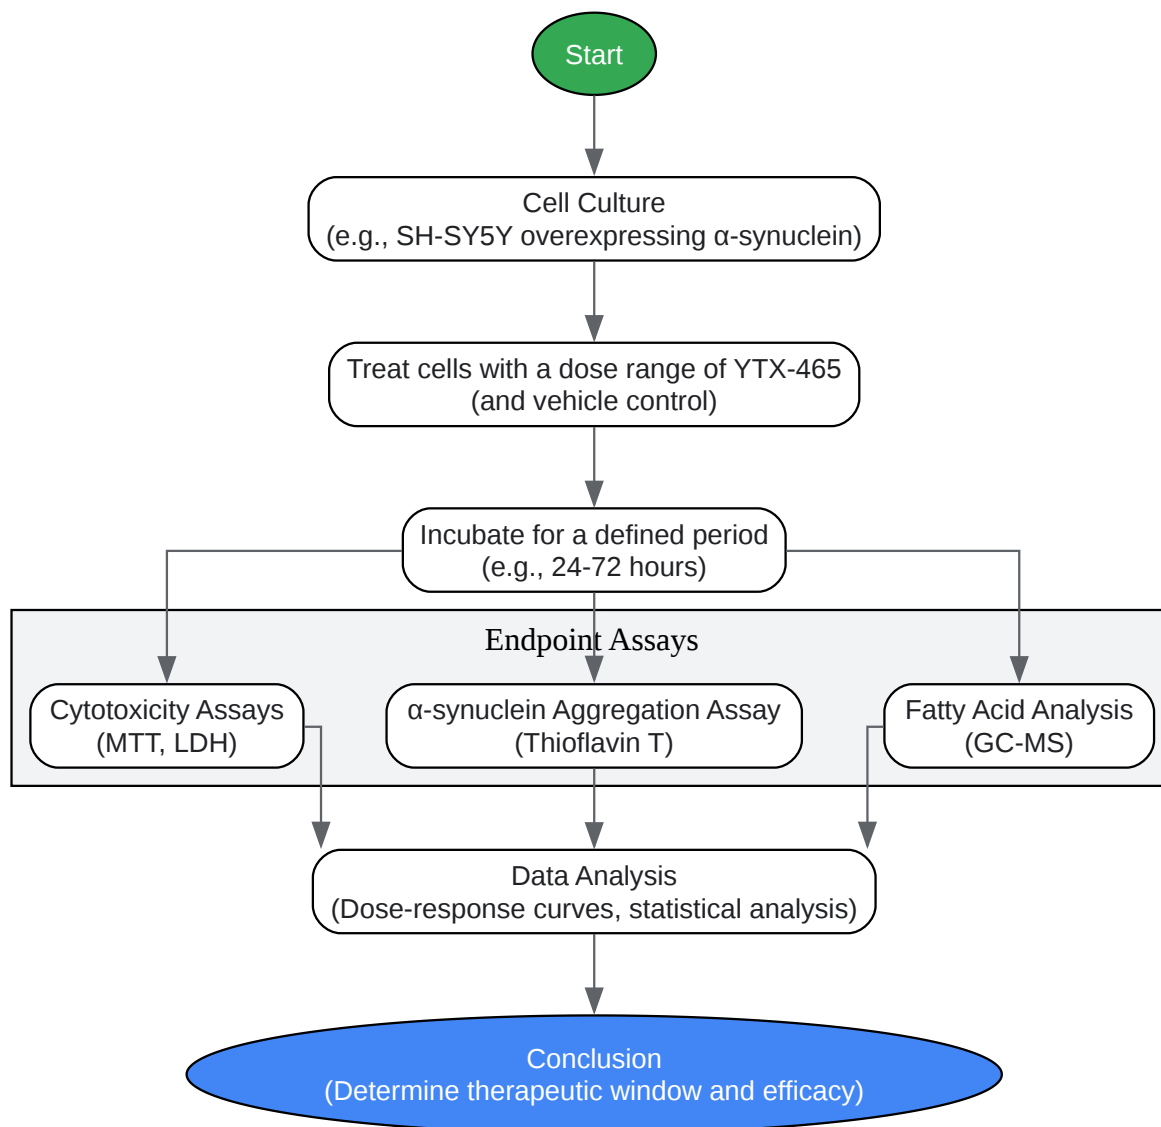 Start
Cell Culture
(e.g., SH-SY5Y overexpressing α-synuclein)
Treat cells with a dose range of YTX-465
(and vehicle control)
Incubate for a defined period
(e.g., 24-72 hours)
Endpoint Assays
Cytotoxicity Assays
(MTT, LDH)
α-synuclein Aggregation Assay
(Thioflavin T)
Fatty Acid Analysis
(GC-MS)
Data Analysis
(Dose-response curves, statistical analysis)
Conclusion
(Determine therapeutic window and efficacy)